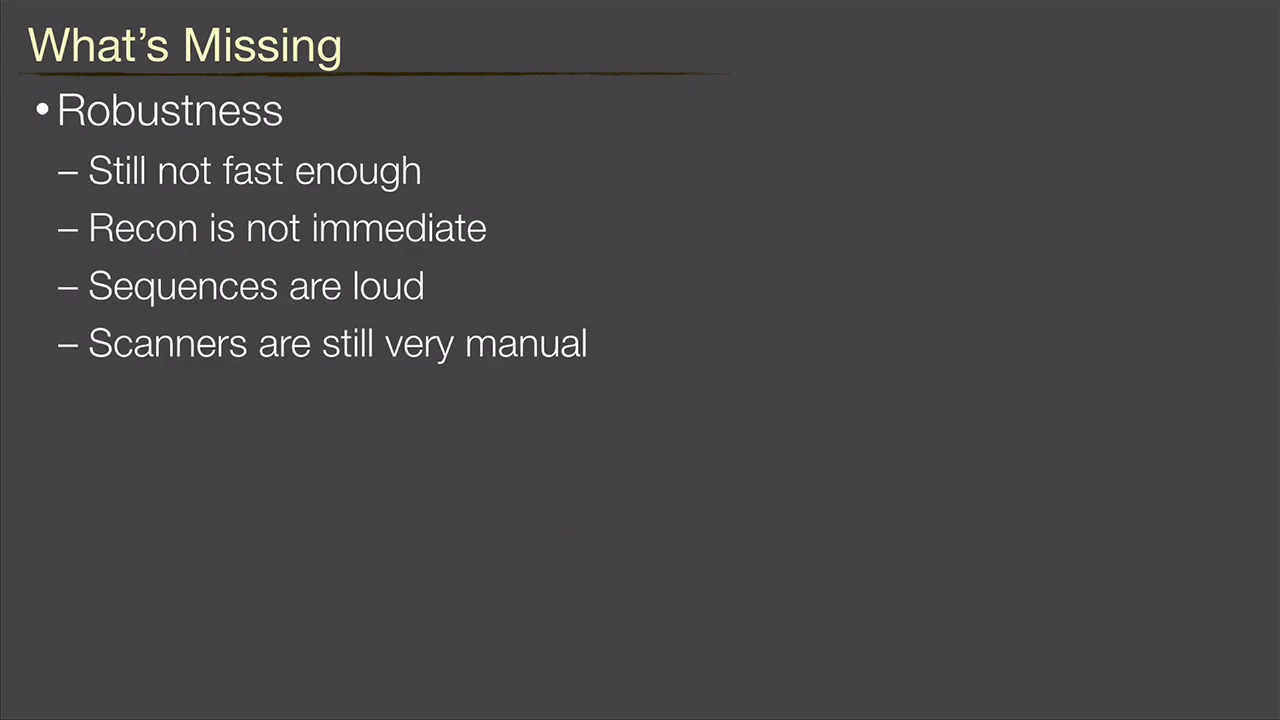 What’s Missing
• Robustness
– Still not fast enough
– Recon is not immediate
– Sequences are loud
– Scanners are still very manual